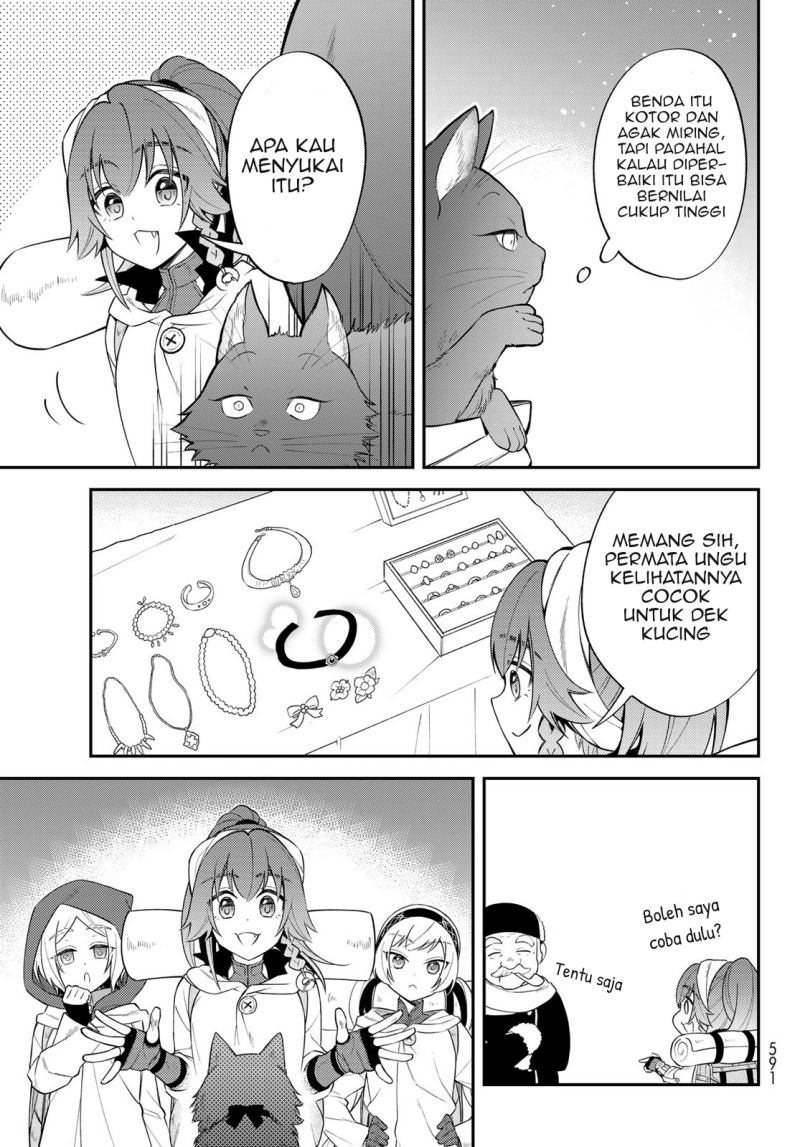 BENDA ITU
KOTOR DAN
AGAK MIRING,
TAPI PADAHAL
KALAU DIPER-
BAIKI ITU BISA
BERNILAI
CUKUP TINGGI
APA KAU
MENYUKAI
ITU?
MEMANG SIH,
PERMATA UNGU
KELIHATANNYA
COCOK
UNTUK DEK
KUCING
Boleh saya
coba dulu?
Tentu saja
591